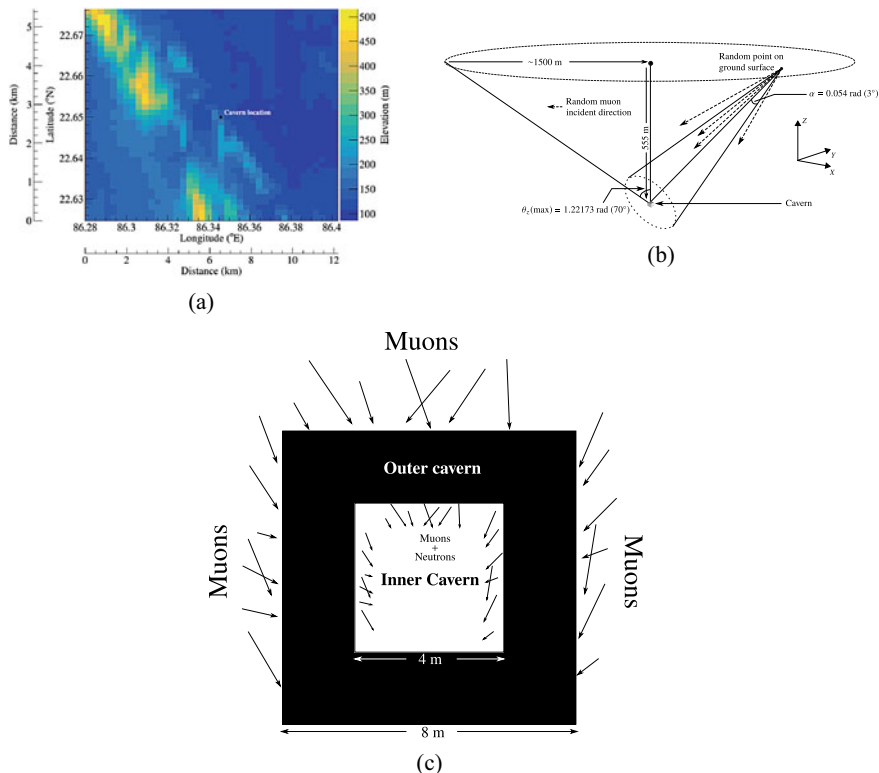 22.67
22.66
22.65
22.64
22.63
Latitude (°N)
5
4
3
2
1
0
Distance (km)
Cavern location
500
450
400
350
300
250
200
150
100
Elevation (m)
86.28 86.3 86.32 86.34 86.36 86.38 86.4
Longitude (°E)
0 2 4 6 8 10 12
Distance (km)
(a)
~1500 m
Random point on
ground surface
α = 0.054 rad (3°)
Random muon
incident direction
555 m
Z
Y
X
θz(max) = 1.22173 rad (70°)
Cavern
(b)
Muons
Outer cavern
Muons
+
Neutrons
Inner Cavern
Muons
Muons
4 m
8 m
(c)